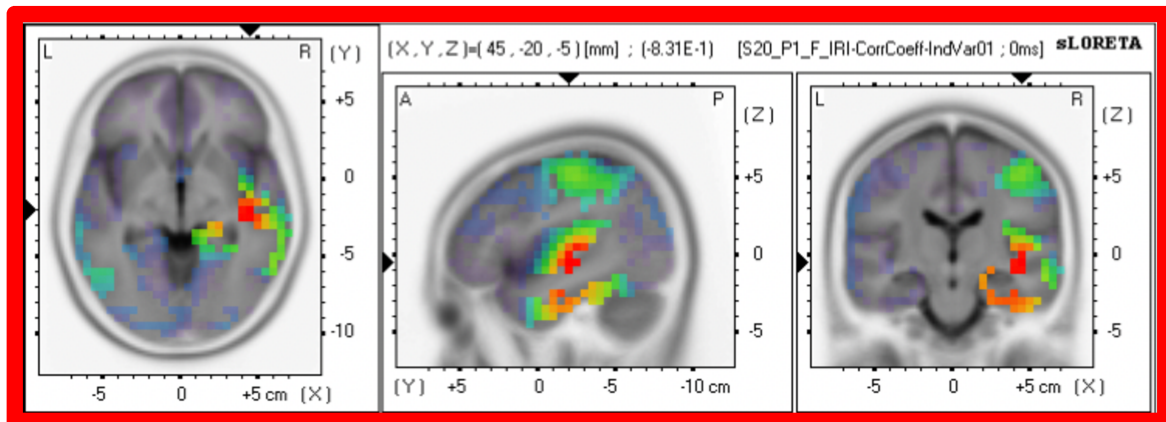 (X,Y,Z)=( 45 , -20 , -5 ) [mm] ; (-8.31E-1) [S20_P1_F_IRI-CorrCoeff-IndVar01 ; 0ms] sLORETA
L R (Y)
+5
0
-5
-10
-5 0 +5 cm (X)
A P (Z)
+5
0
-5
(Y) +5 0 -5 -10 cm
L R (Z)
+5
0
-5
-5 0 +5 cm (X)